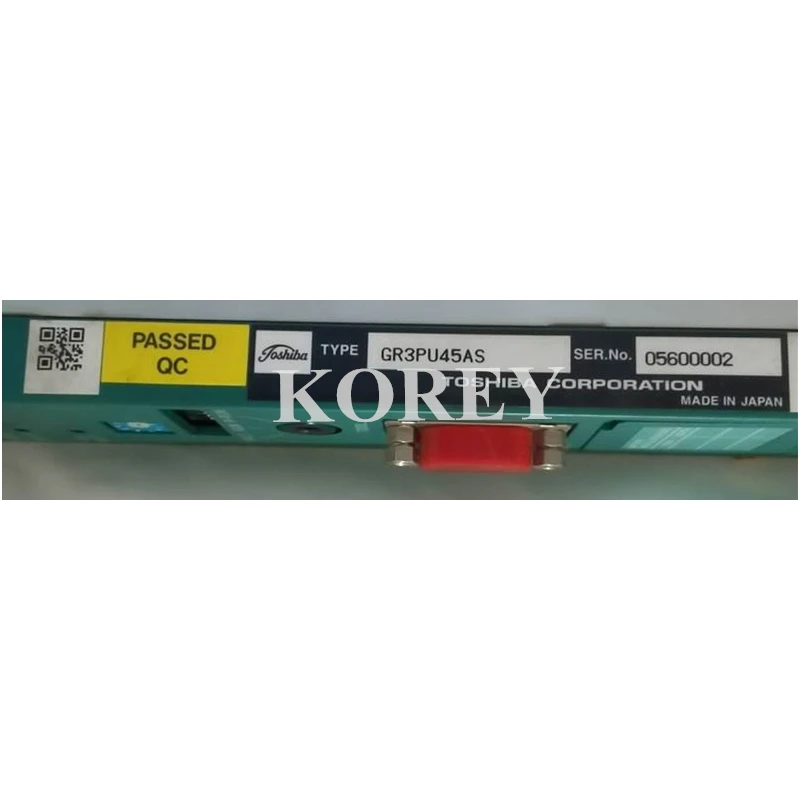 PASSED
QC
Toshiba
TYPE
GR3PU45AS
SER.No.
05600002
TOSHIBA CORPORATION
MADE IN JAPAN
KOREY